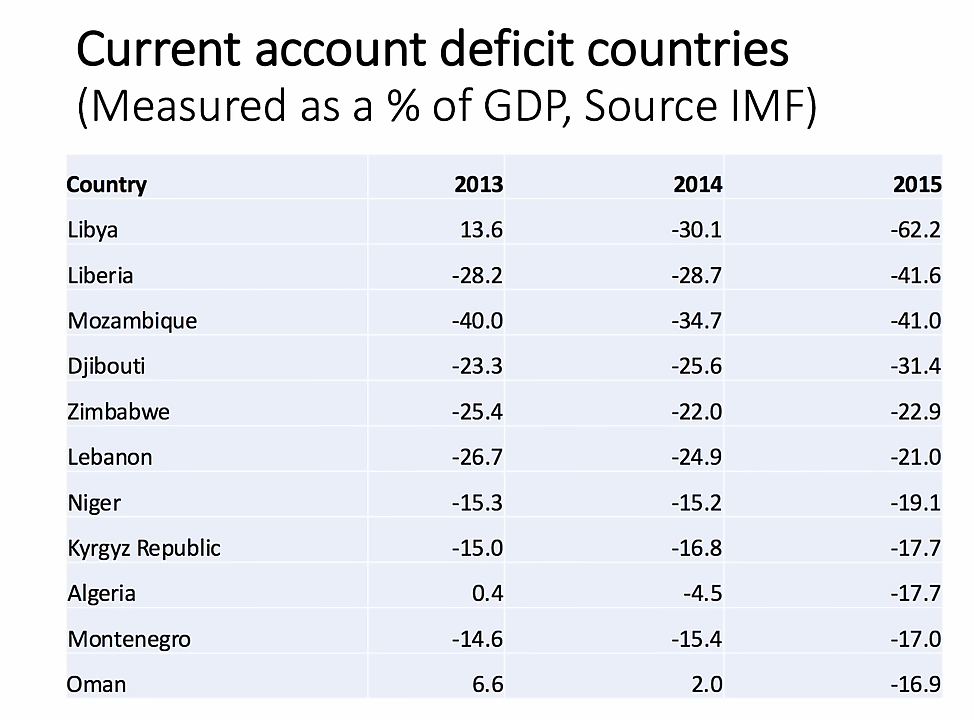 Current account deficit countries
(Measured as a % of GDP, Source IMF)
Country 2013 2014 2015
Libya 13.6 -30.1 -62.2
Liberia -28.2 -28.7 -41.6
Mozambique -40.0 -34.7 -41.0
Djibouti -23.3 -25.6 -31.4
Zimbabwe -25.4 -22.0 -22.9
Lebanon -26.7 -24.9 -21.0
Niger -15.3 -15.2 -19.1
Kyrgyz Republic -15.0 -16.8 -17.7
Algeria 0.4 -4.5 -17.7
Montenegro -14.6 -15.4 -17.0
Oman 6.6 2.0 -16.9